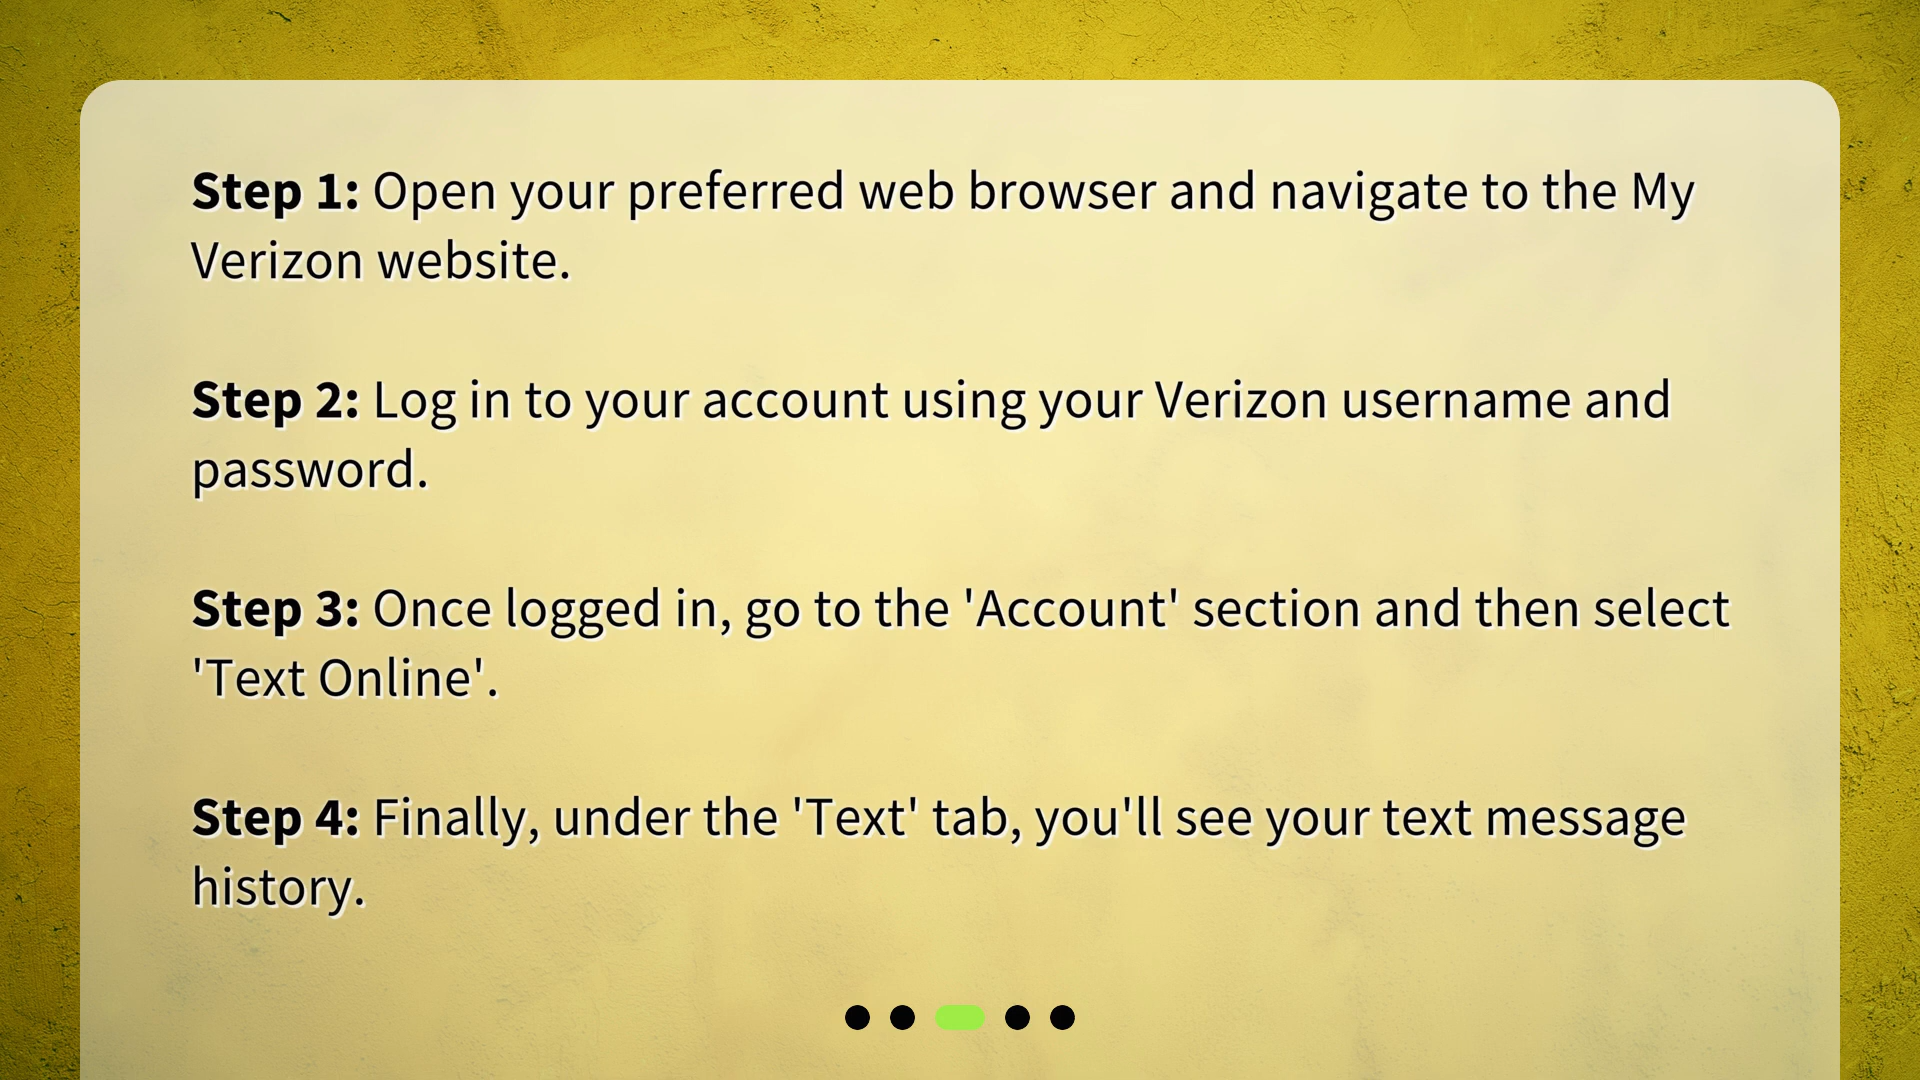 Step 1: Open your preferred web browser and navigate to the My
Verizon website.
Step 2: Log in to your account using your Verizon username and
password.
Step 3: Once logged in, go to the 'Account' section and then select
'Text Online'.
Step 4: Finally, under the 'Text' tab, you'll see your text message
history.